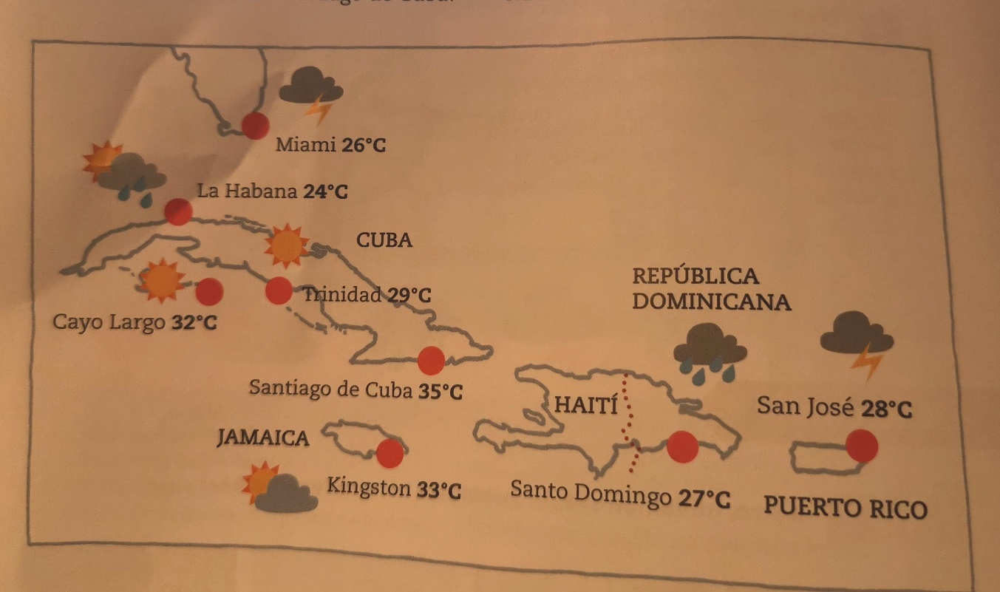 Miami 26°C
La Habana 24°C
CUBA
Trinidad 29°C
Cayo Largo 32°C
Santiago de Cuba 35°C
REPÚBLICA
DOMINICANA
HAITÍ
San José 28°C
JAMAICA
Kingston 33°C
Santo Domingo 27°C
PUERTO RICO